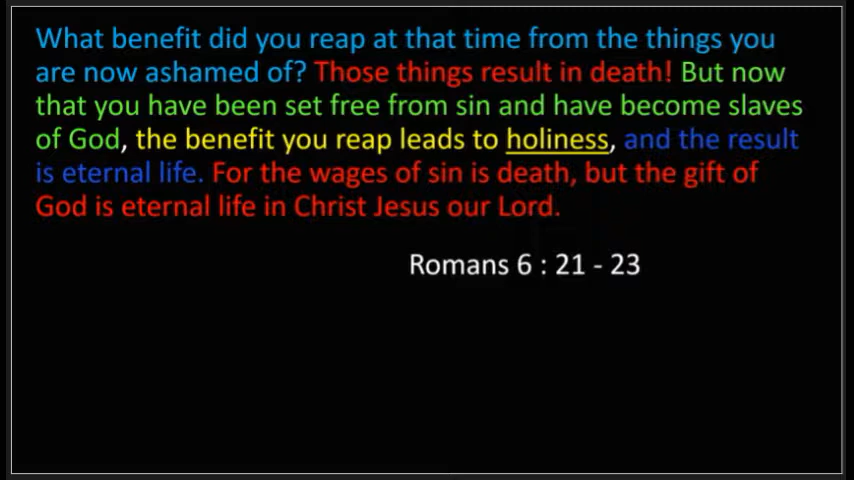 What benefit did you reap at that time from the things you
are now ashamed of? Those things result in death! But now
that you have been set free from sin and have become slaves
of God, the benefit you reap leads to holiness, and the result
is eternal life. For the wages of sin is death, but the gift of
God is eternal life in Christ Jesus our Lord.
Romans 6 : 21 - 23